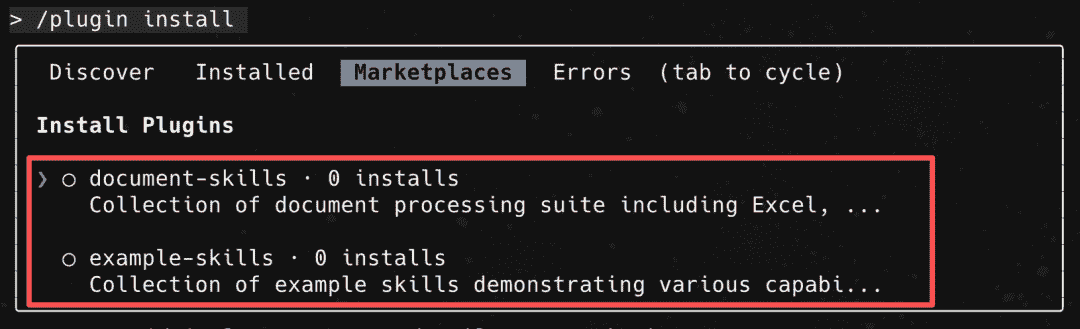 > /plugin install
Discover Installed Marketplaces Errors (tab to cycle)
Install Plugins
❯ ○ document-skills · 0 installs
Collection of document processing suite including Excel, ...
○ example-skills · 0 installs
Collection of example skills demonstrating various capabi...